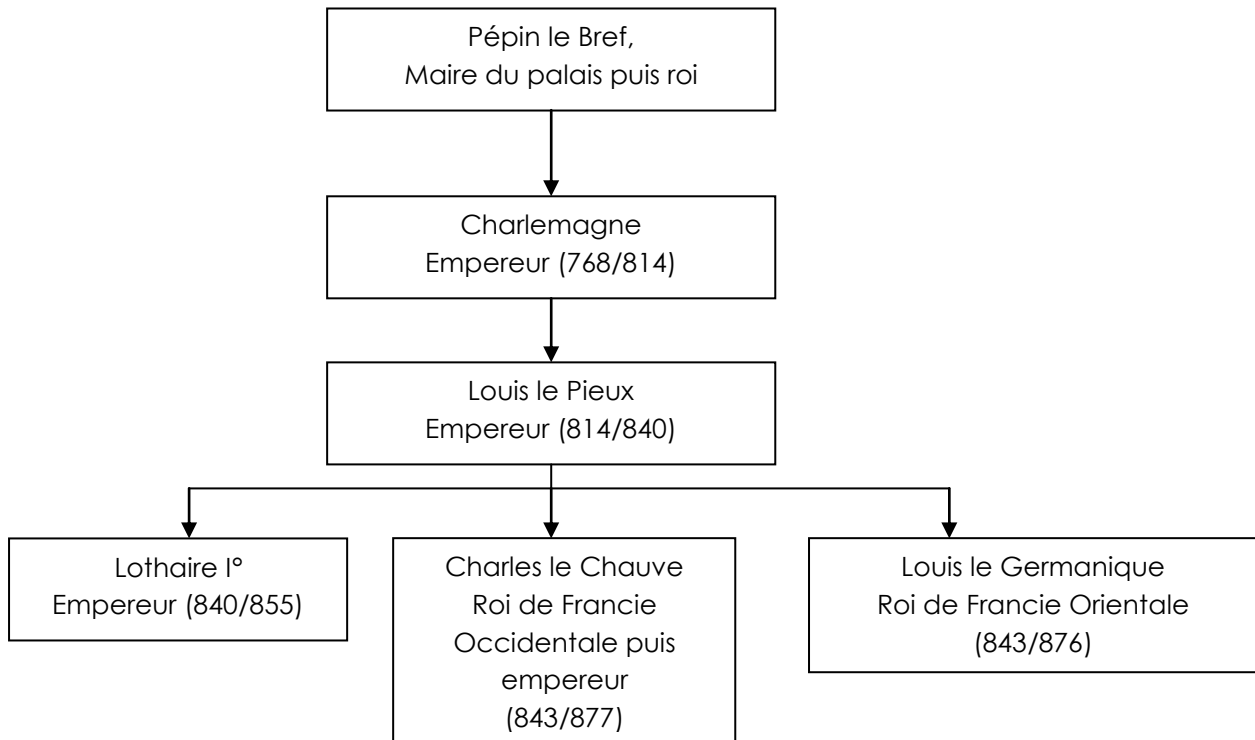 Pépin le Bref,
Maire du palais puis roi
Charlemagne
Empereur (768/814)
Louis le Pieux
Empereur (814/840)
Lothaire I°
Empereur (840/855)
Charles le Chauve
Roi de Francie
Occidentale puis
empereur
(843/877)
Louis le Germanique
Roi de Francie Orientale
(843/876)